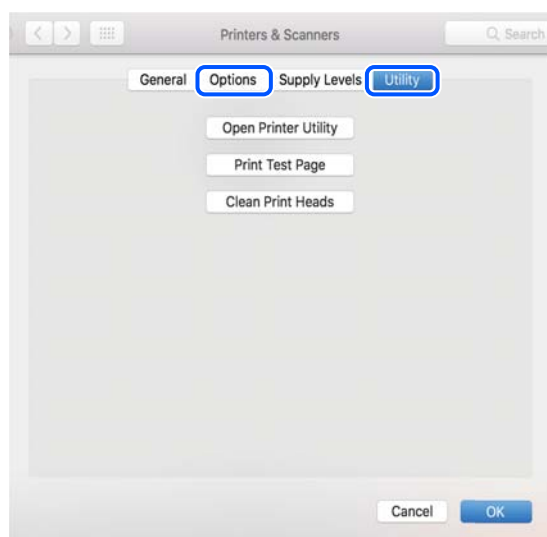 Printers & Scanners Search
General Options Supply Levels Utility
Open Printer Utility
Print Test Page
Clean Print Heads
Cancel OK